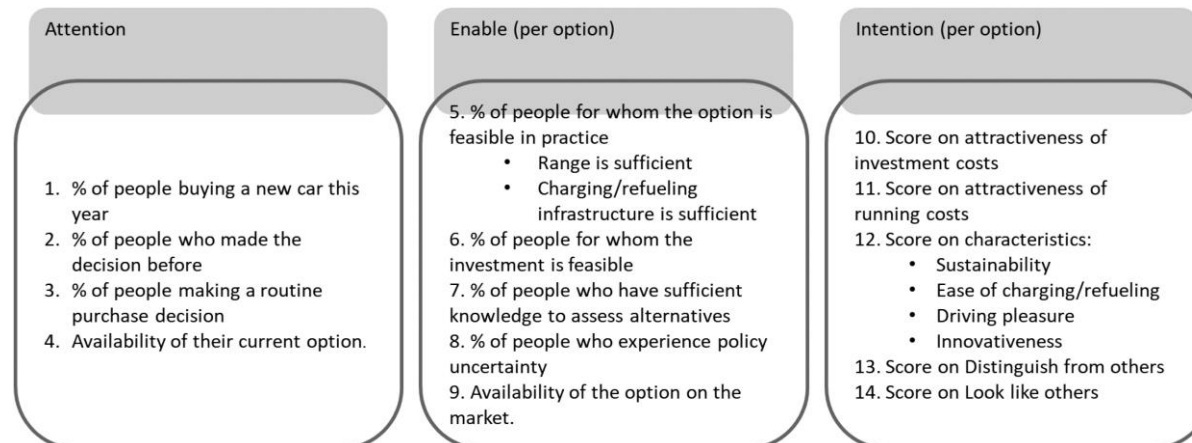 Attention
1. % of people buying a new car this
year
2. % of people who made the
decision before
3. % of people making a routine
purchase decision
4. Availability of their current option.
Enable (per option)
5. % of people for whom the option is
feasible in practice
• Range is sufficient
• Charging/refueling
infrastructure is sufficient
6. % of people for whom the
investment is feasible
7. % of people who have sufficient
knowledge to assess alternatives
8. % of people who experience policy
uncertainty
9. Availability of the option on the
market.
Intention (per option)
10. Score on attractiveness of
investment costs
11. Score on attractiveness of
running costs
12. Score on characteristics:
• Sustainability
• Ease of charging/refueling
• Driving pleasure
• Innovativeness
13. Score on Distinguish from others
14. Score on Look like others